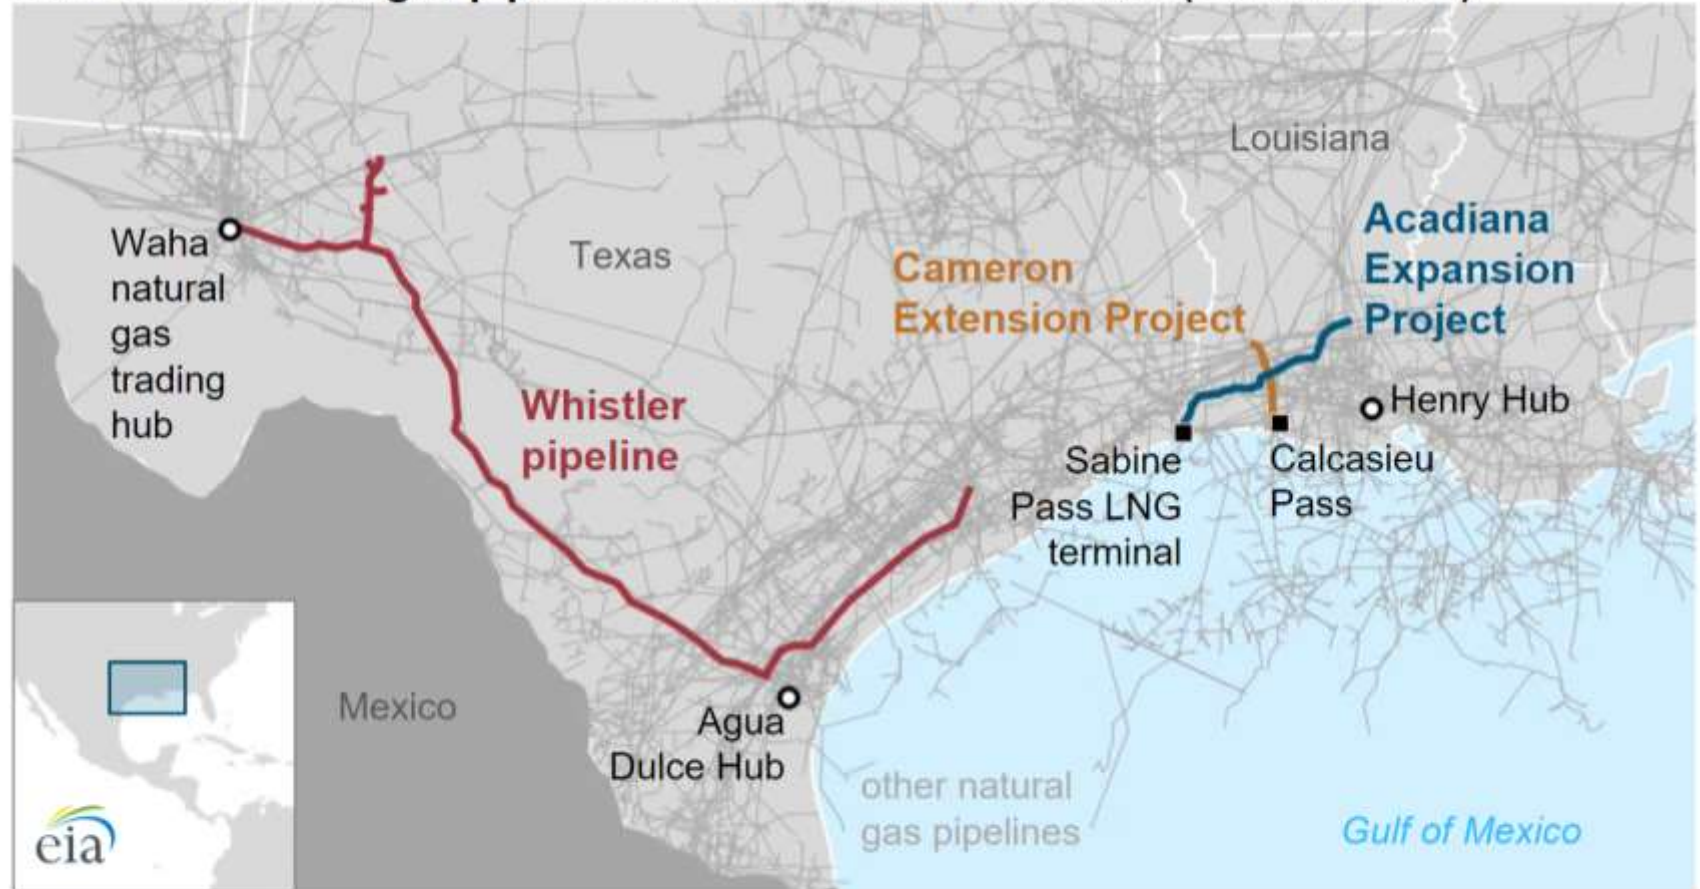 Louisiana
Acadiana
Expansion
Project
Waha
natural
gas
trading
hub
Texas
Cameron
Extension Project
Whistler
pipeline
Henry Hub
Sabine
Pass LNG
terminal
Calcasieu
Pass
Mexico
Agua
Dulce Hub
other natural
gas pipelines
Gulf of Mexico
eia